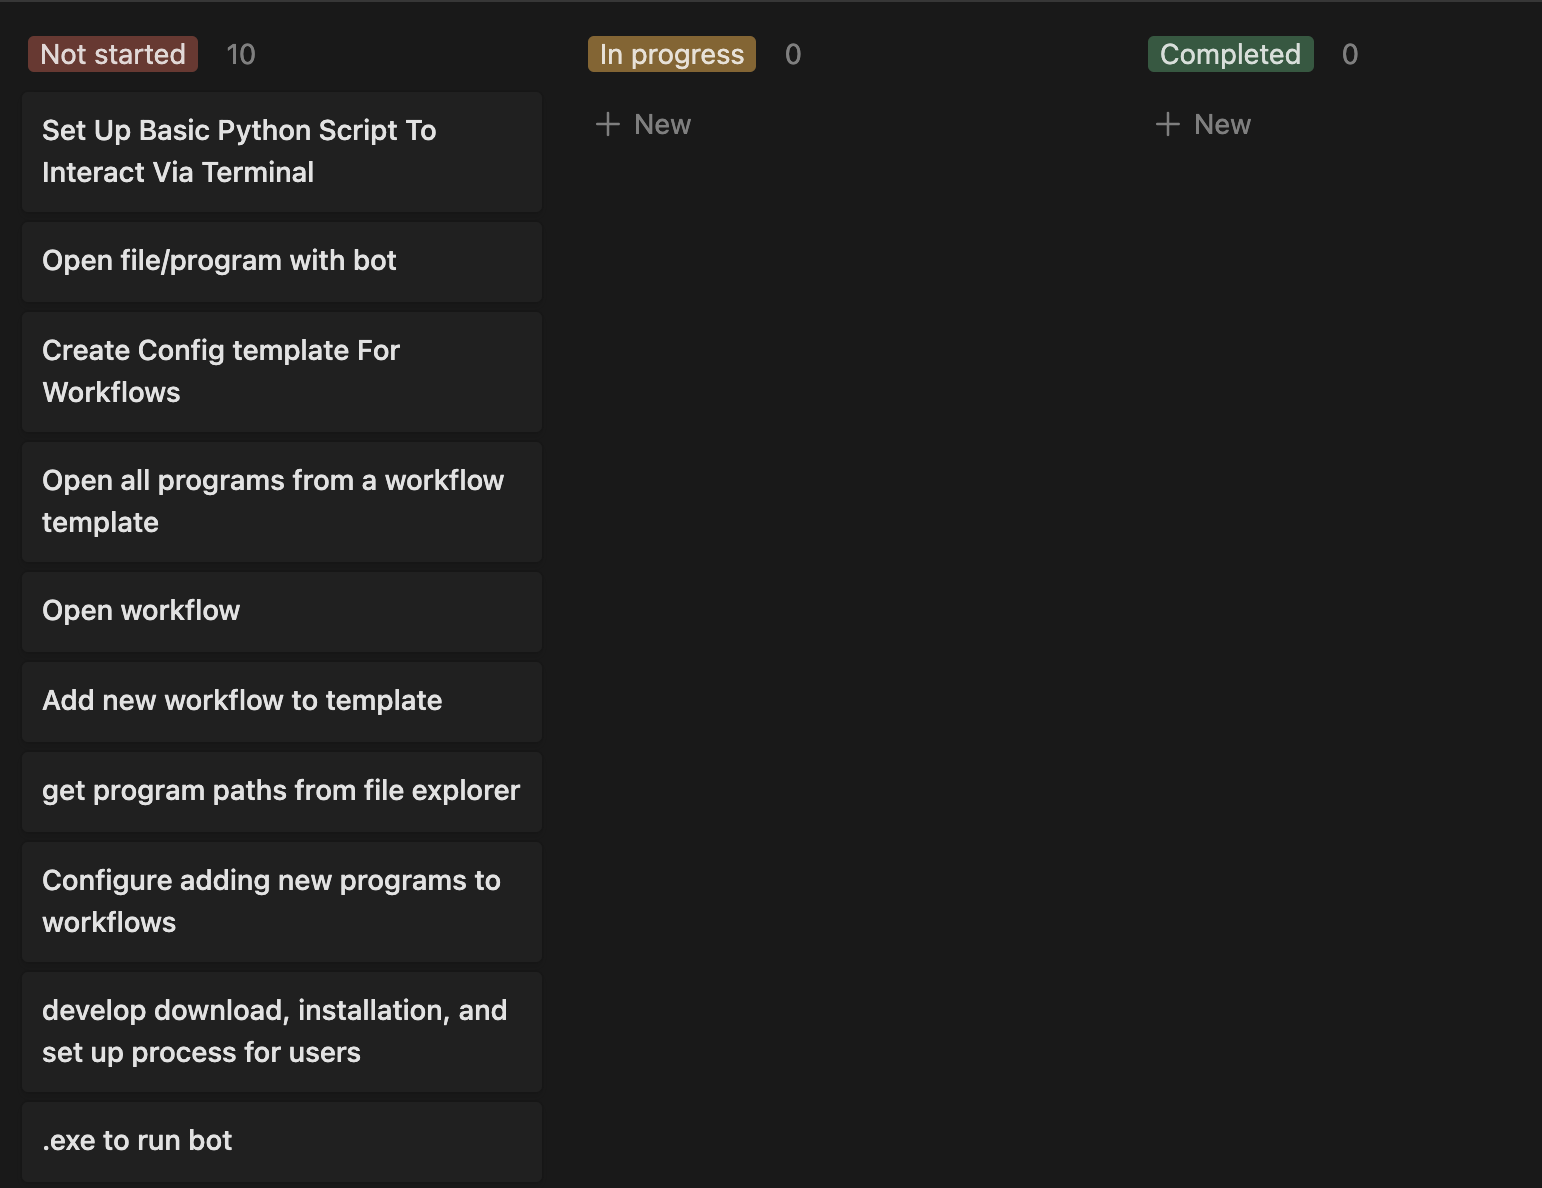 Not started 10
Set Up Basic Python Script To
Interact Via Terminal
Open file/program with bot
Create Config template For
Workflows
Open all programs from a workflow
template
Open workflow
Add new workflow to template
get program paths from file explorer
Configure adding new programs to
workflows
develop download, installation, and
set up process for users
.exe to run bot
In progress 0
+ New
Completed 0
+ New